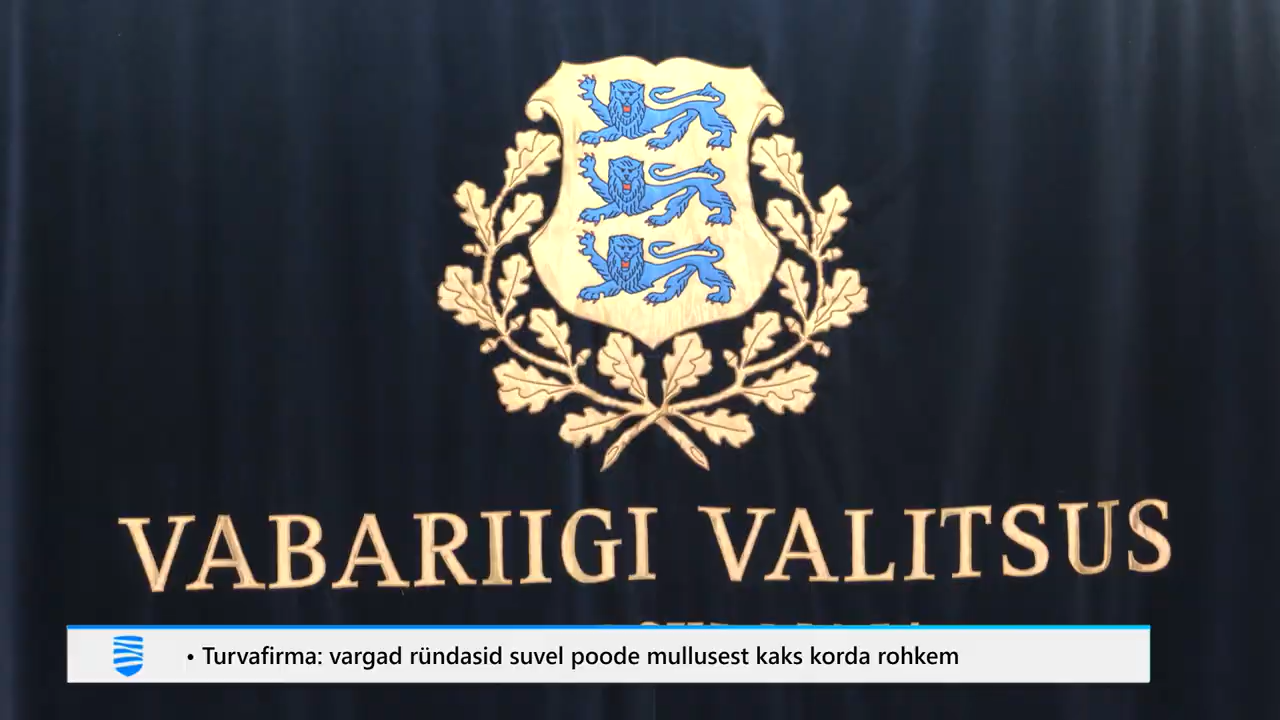 VABARIIGI VALITSUS
• Turvafirma: vargad ründasid suvel poode mullusest kaks korda rohkem